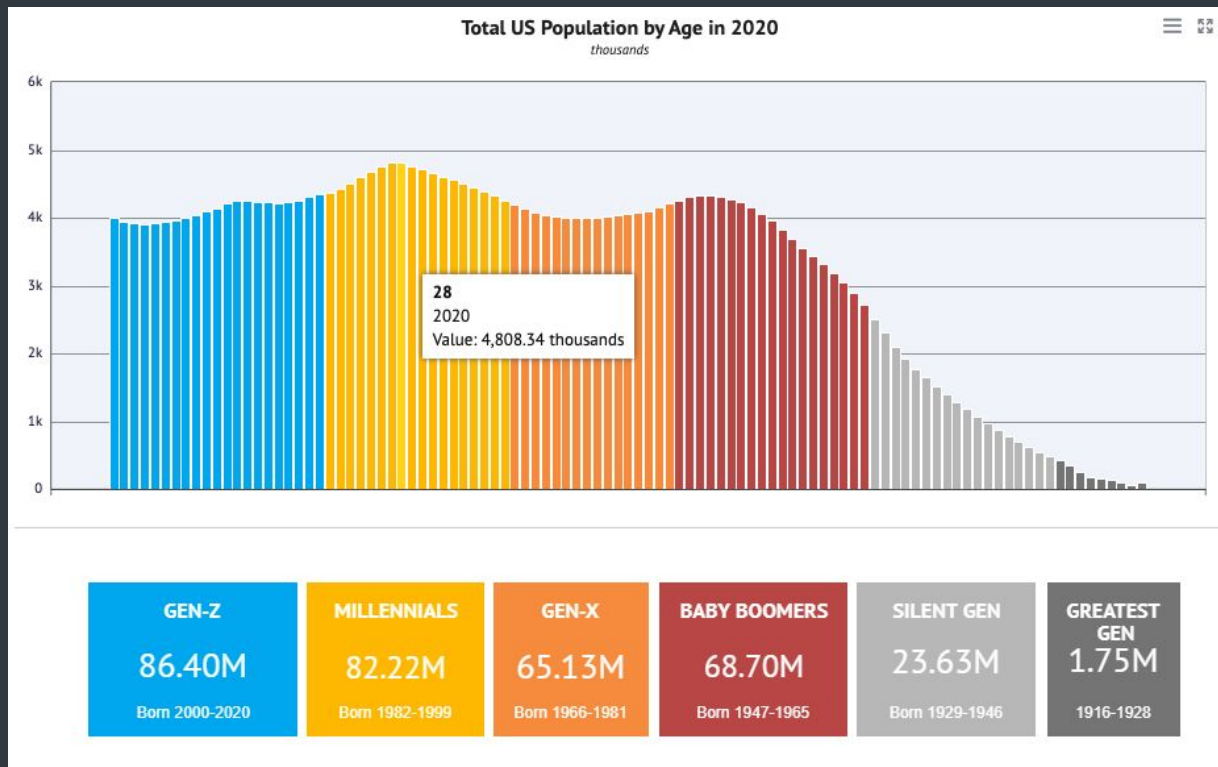 Total US Population by Age in 2020
thousands
6k
5k
4k
3k
2k
1k
0
28
2020
Value: 4,808.34 thousands
GEN-Z
86.40M
Born 2000-2020
MILLENNIALS
82.22M
Born 1982-1999
GEN-X
65.13M
Born 1966-1981
BABY BOOMERS
68.70M
Born 1947-1965
SILENT GEN
23.63M
Born 1929-1946
GREATEST
GEN
1.75M
1916-1928